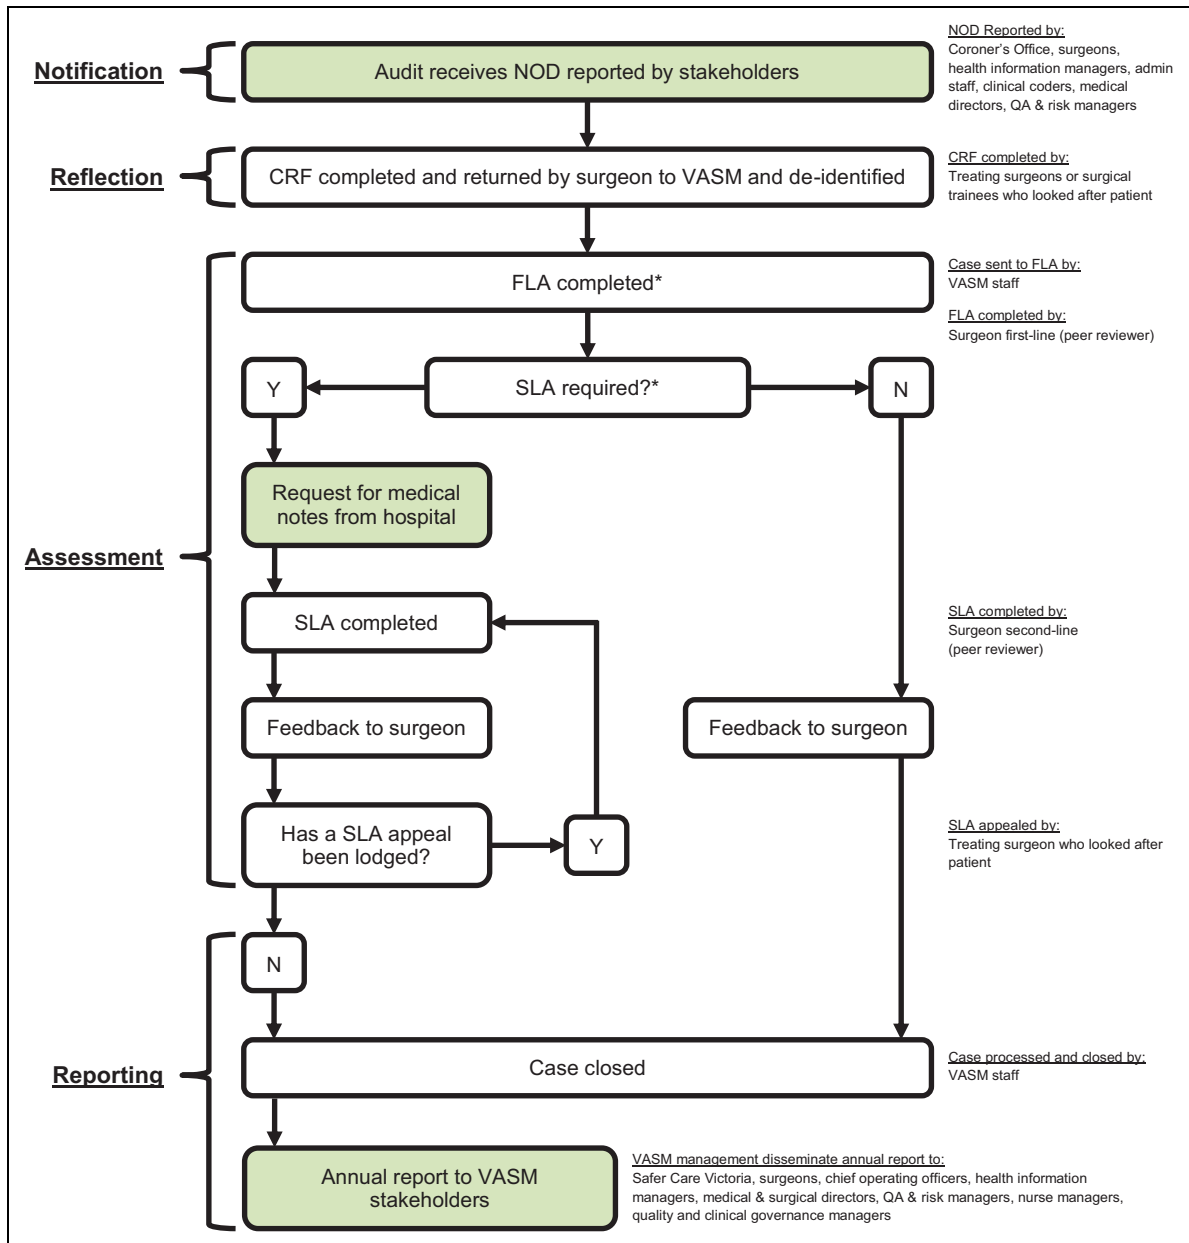 NOD Reported by:
Coroner's Office, surgeons,
health information managers, admin
staff, clinical coders, medical
directors, QA & risk managers
Notification
Audit receives NOD reported by stakeholders
Reflection
CRF completed and returned by surgeon to VASM and de-identified
CRF completed by:
Treating surgeons or surgical
trainees who looked after patient
FLA completed*
Case sent to FLA by:
VASM staff
FLA completed by:
Surgeon first-line (peer reviewer)
Y
SLA required?*
N
Request for medical
notes from hospital
Assessment
SLA completed
SLA completed by:
Surgeon second-line
(peer reviewer)
Feedback to surgeon
Feedback to surgeon
Has a SLA appeal
been lodged?
Y
SLA appealed by:
Treating surgeon who looked after
patient
N
Reporting
Case closed
Case processed and closed by:
VASM staff
Annual report to VASM
stakeholders
VASM management disseminate annual report to:
Safer Care Victoria, surgeons, chief operating officers, health information
managers, medical & surgical directors, QA & risk managers, nurse managers,
quality and clinical governance managers